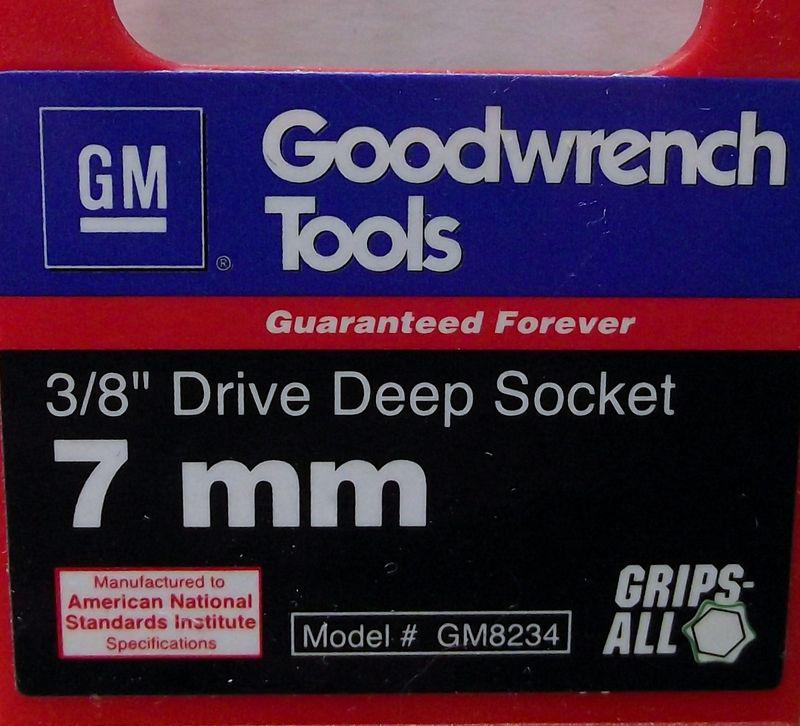 GM
®
Goodwrench
Tools
Guaranteed Forever
3/8" Drive Deep Socket
7 mm
Manufactured to
American National
Standards Institute
Specifications
Model # GM8234
GRIPS-
ALL